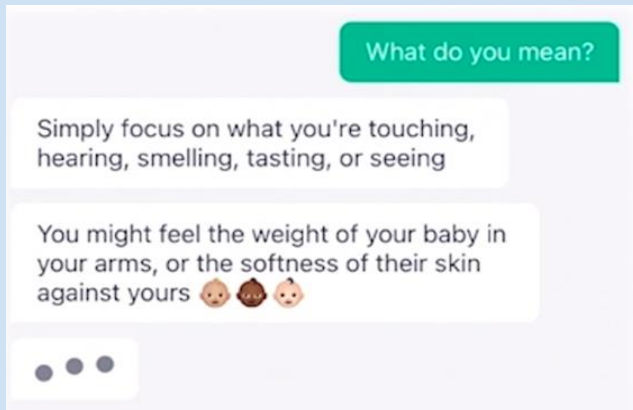 What do you mean?
Simply focus on what you're touching,
hearing, smelling, tasting, or seeing
You might feel the weight of your baby in
your arms, or the softness of their skin
against yours 👶🏽👶🏿👶🏻